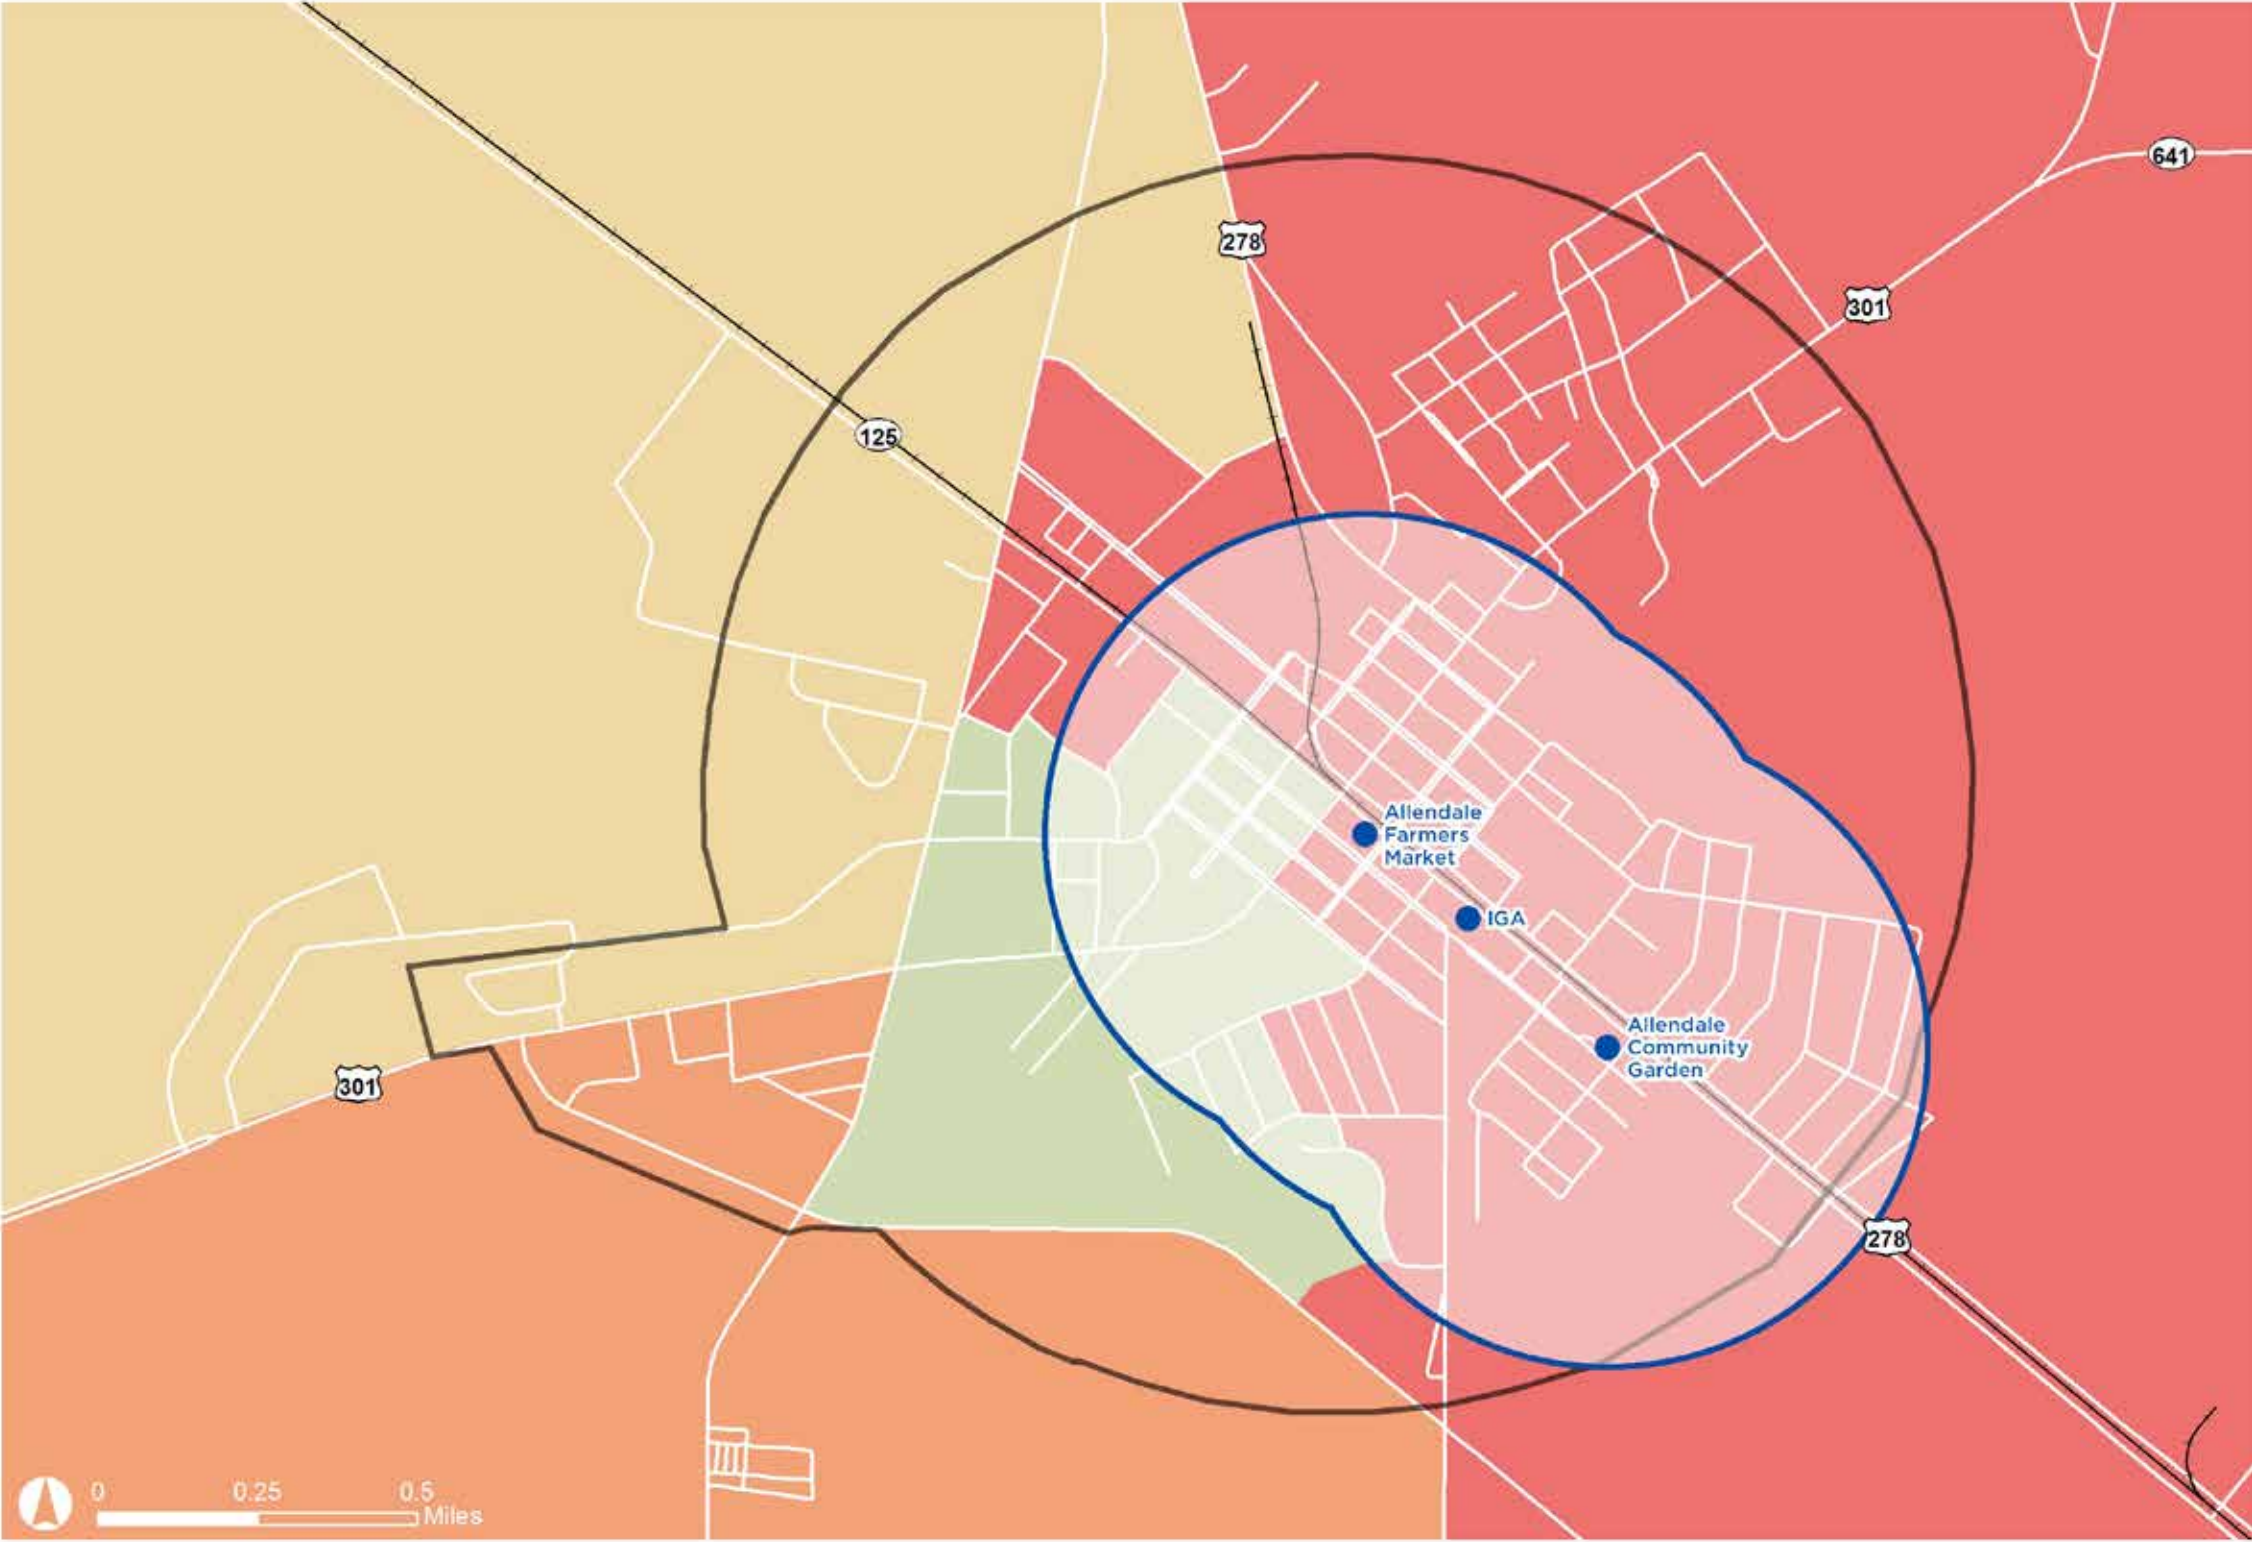 641
278
301
125
Allendale
Farmers
Market
IGA
Allendale
Community
Garden
301
278
0 0.25 0.5
Miles